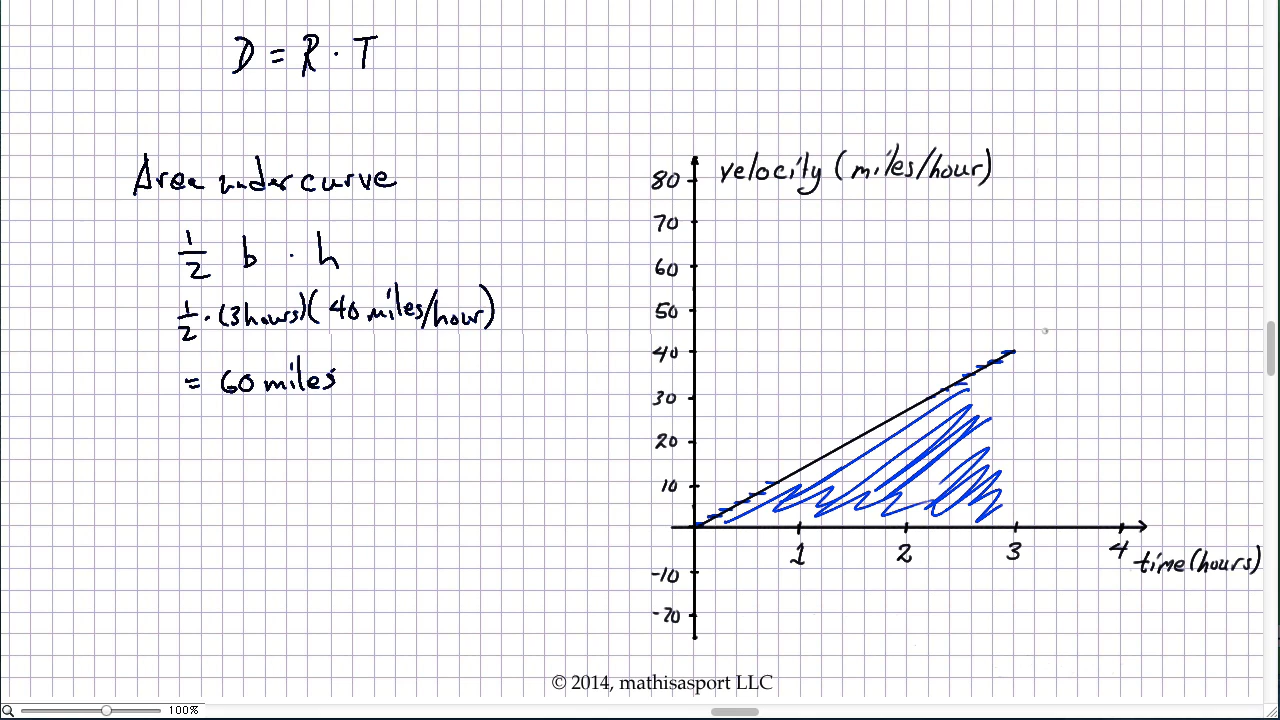 D = R · T
Area under curve
1/2 b · h
1/2 · (3 hours)(40 miles/hour)
= 60 miles
velocity (miles/hour)
80
70
60
50
40
30
20
10
1 2 3 4
time (hours)
-10
-20
© 2014, mathisasport LLC
100%